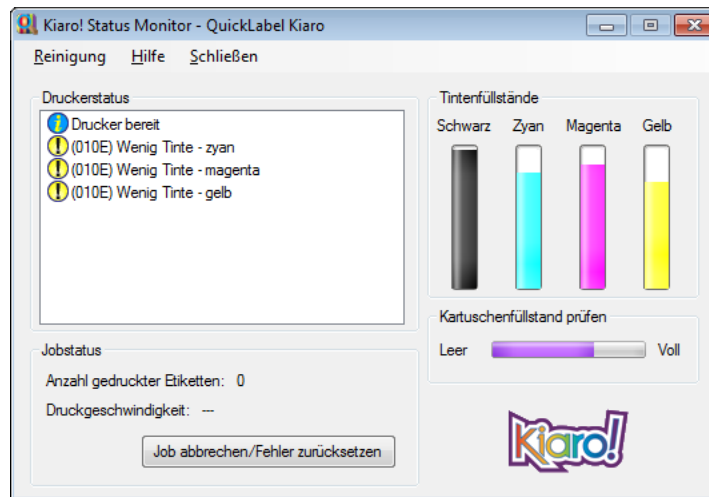 Kiaro! Status Monitor - QuickLabel Kiaro
Reinigung Hilfe Schließen
Druckerstatus
Drucker bereit
(010E) Wenig Tinte - zyan
(010E) Wenig Tinte - magenta
(010E) Wenig Tinte - gelb
Jobstatus
Anzahl gedruckter Etiketten: 0
Druckgeschwindigkeit: ---
Job abbrechen/Fehler zurücksetzen
Tintenfüllstände
Schwarz Zyan Magenta Gelb
Kartuschenfüllstand prüfen
Leer Voll
Kiaro!